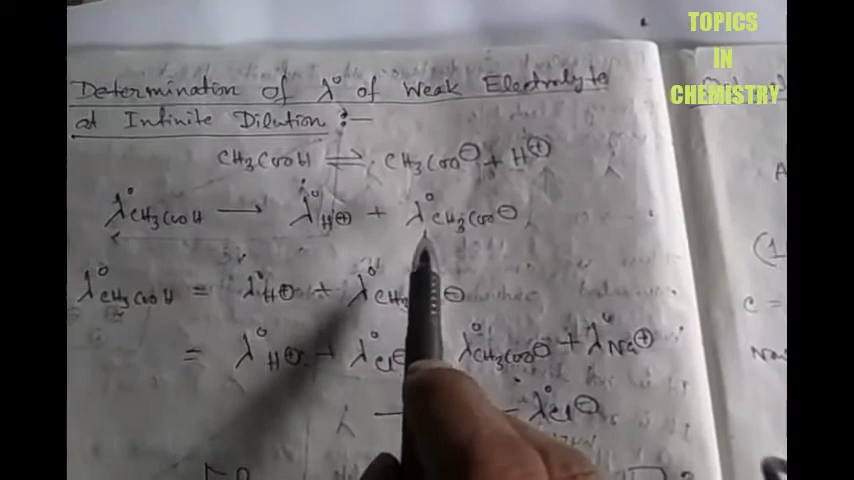 TOPICS
IN
CHEMISTRY
Determination of λ° of Weak Electrolyte
at Infinite Dilution :—
CH3COOH ⇌ CH3COO⊖ + H⊕
λ°CH3COOH → λ°H⊕ + λ°CH3COO⊖
λ°CH3COOH = λ°H⊕ + λ°CH3 ⊖
= λ°H⊕ + λ°Cl⊖ λ°CH3COO⊖ + λ°Na⊕
— λ°Cl⊖